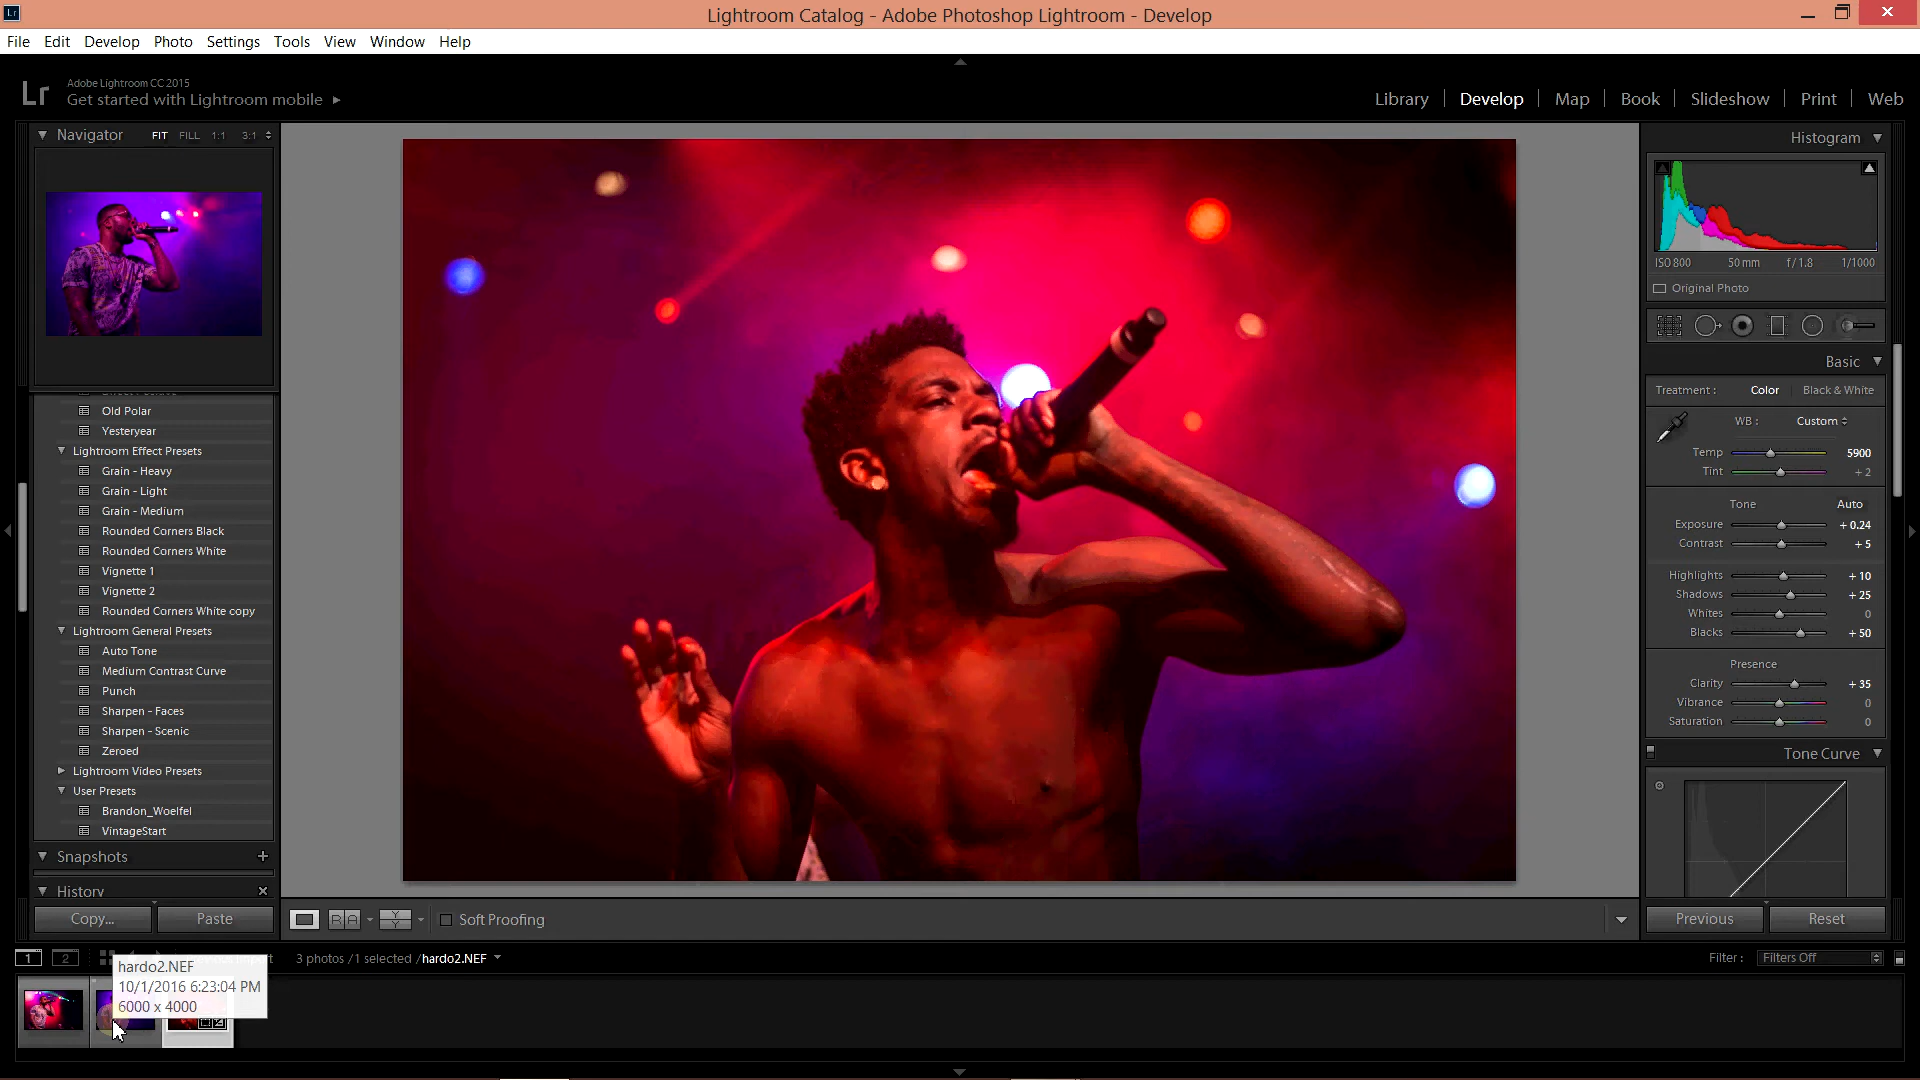 Lr
Lightroom Catalog - Adobe Photoshop Lightroom - Develop
File Edit Develop Photo Settings Tools View Window Help
Lr
Adobe Lightroom CC 2015
Get started with Lightroom mobile
Library Develop Map Book Slideshow Print Web
Navigator FIT FILL 1:1 3:1
Old Polar
Yesteryear
Lightroom Effect Presets
Grain - Heavy
Grain - Light
Grain - Medium
Rounded Corners Black
Rounded Corners White
Vignette 1
Vignette 2
Rounded Corners White copy
Lightroom General Presets
Auto Tone
Medium Contrast Curve
Punch
Sharpen - Faces
Sharpen - Scenic
Zeroed
Lightroom Video Presets
User Presets
Brandon_Woelfel
VintageStart
Snapshots +
History
Copy... Paste
Soft Proofing
Histogram
ISO 800 50 mm f / 1.8 1/1000
Original Photo
Basic
Treatment : Color Black & White
WB : Custom
Temp 5900
Tint + 2
Tone Auto
Exposure + 0.24
Contrast + 5
Highlights + 10
Shadows + 25
Whites 0
Blacks + 50
Presence
Clarity + 35
Vibrance 0
Saturation 0
Tone Curve
Previous Reset
1 2
3 photos /1 selected /hardo2.NEF
Filter : Filters Off
hardo2.NEF
10/1/2016 6:23:04 PM
6000 x 4000